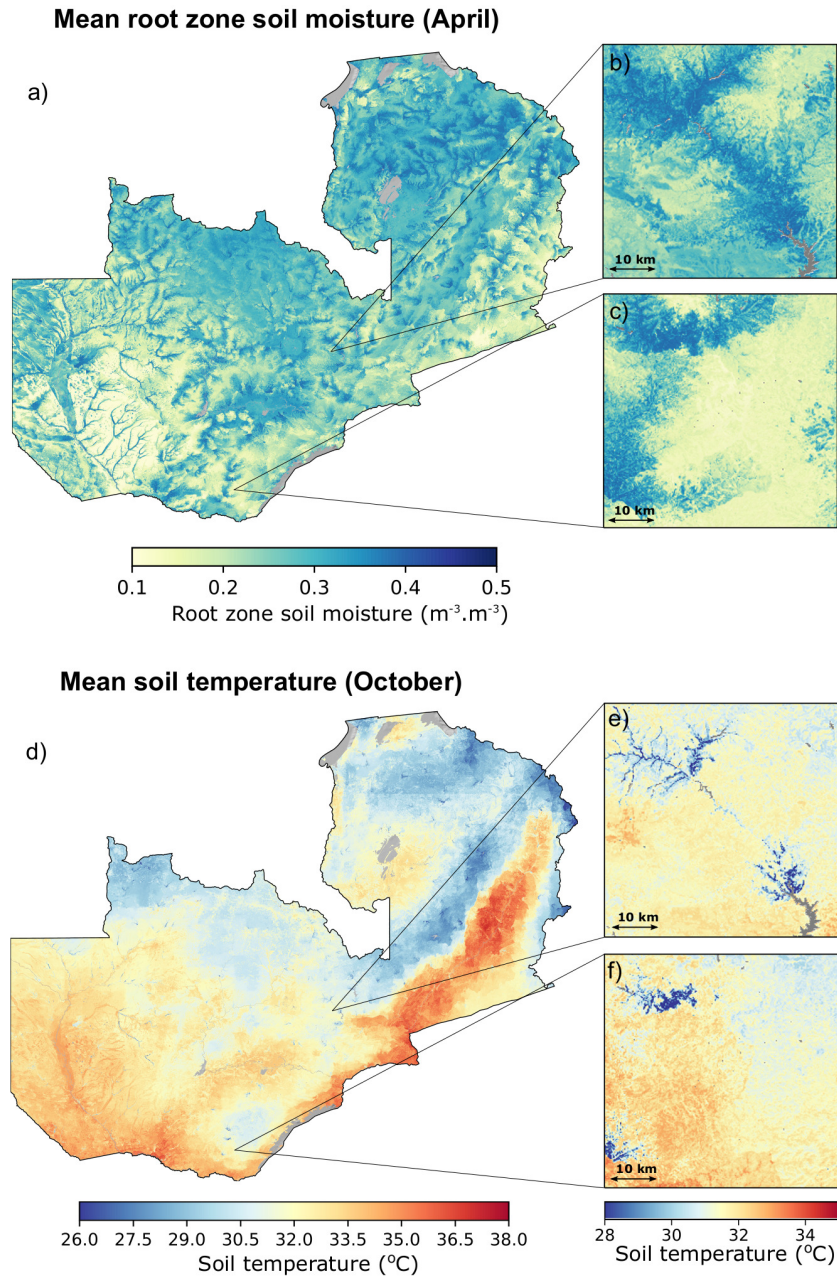 Mean root zone soil moisture (April)
a)
b)
10 km
c)
10 km
0.1 0.2 0.3 0.4 0.5
Root zone soil moisture (m⁻³.m⁻³)
Mean soil temperature (October)
d)
e)
10 km
f)
10 km
26.0 27.5 29.0 30.5 32.0 33.5 35.0 36.5 38.0
Soil temperature (⁰C)
28 30 32 34
Soil temperature (⁰C)